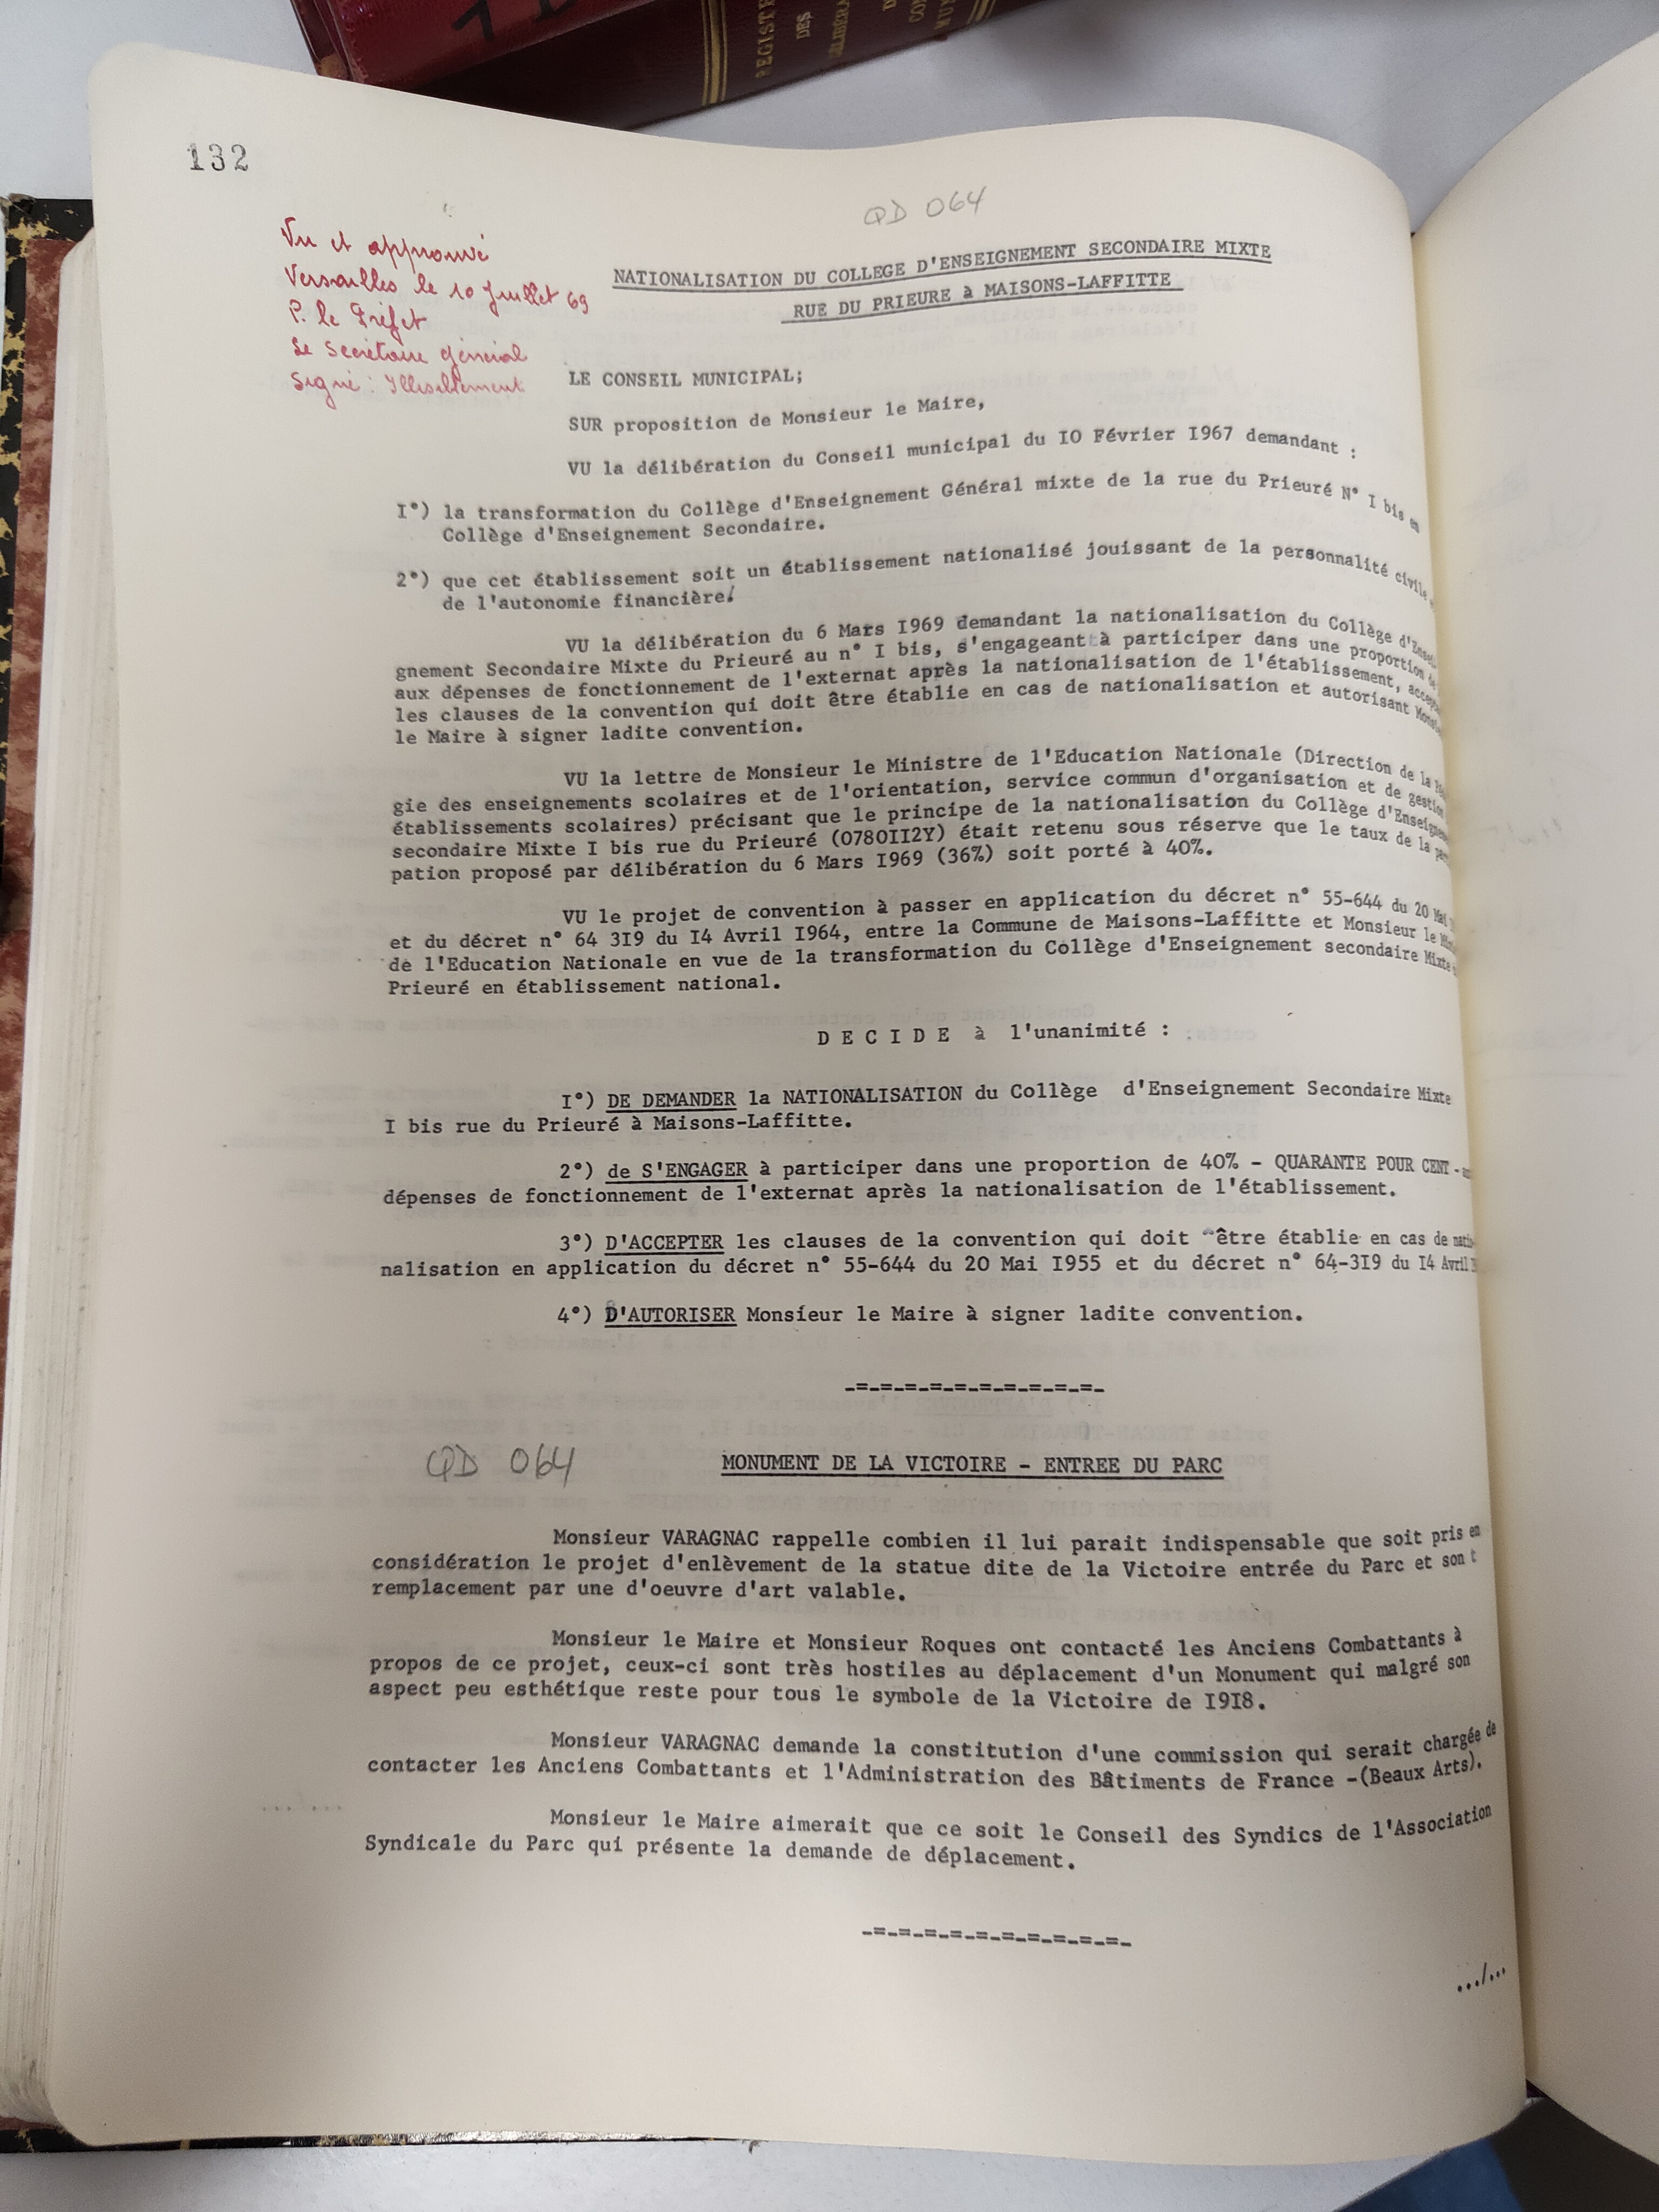 REGISTRE
DES
132
QD 064
Vu et approuvé
Versailles le 10 Juillet 69
P. le Préfet
Le Secrétaire général
Signé : Illisiblement
NATIONALISATION DU COLLEGE D'ENSEIGNEMENT SECONDAIRE MIXTE
RUE DU PRIEURE à MAISONS-LAFFITTE
LE CONSEIL MUNICIPAL;
SUR proposition de Monsieur le Maire,
VU la délibération du Conseil municipal du IO Février I967 demandant :
I°) la transformation du Collège d'Enseignement Général mixte de la rue du Prieuré N° I bis en
Collège d'Enseignement Secondaire.
2°) que cet établissement soit un établissement nationalisé jouissant de la personnalité civile
de l'autonomie financière.
VU la délibération du 6 Mars I969 demandant la nationalisation du Collège
gnement Secondaire Mixte du Prieuré au n° I bis, s'engageant à participer dans une proportion de
aux dépenses de fonctionnement de l'externat après la nationalisation de l'établissement,
les clauses de la convention qui doit être établie en cas de nationalisation et autorisant
le Maire à signer ladite convention.
VU la lettre de Monsieur le Ministre de l'Education Nationale (Direction de la
gie des enseignements scolaires et de l'orientation, service commun d'organisation et de gestion
établissements scolaires) précisant que le principe de la nationalisation du Collège
secondaire Mixte I bis rue du Prieuré (O78OII2Y) était retenu sous réserve que le taux de la
pation proposé par délibération du 6 Mars I969 (36%) soit porté à 40%.
VU le projet de convention à passer en application du décret n° 55-644 du 20 Mai
et du décret n° 64 3I9 du I4 Avril I964, entre la Commune de Maisons-Laffitte et Monsieur le
de l'Education Nationale en vue de la transformation du Collège d'Enseignement secondaire Mixte
Prieuré en établissement national.
D E C I D E à l'unanimité :
I°) DE DEMANDER la NATIONALISATION du Collège d'Enseignement Secondaire Mixte
I bis rue du Prieuré à Maisons-Laffitte.
2°) de S'ENGAGER à participer dans une proportion de 40% - QUARANTE POUR CENT -
dépenses de fonctionnement de l'externat après la nationalisation de l'établissement.
3°) D'ACCEPTER les clauses de la convention qui doit être établie en cas de
nalisation en application du décret n° 55-644 du 20 Mai I955 et du décret n° 64-3I9 du I4 Avril
4°) D'AUTORISER Monsieur le Maire à signer ladite convention.
-=-=-=-=-=-=-=-=-=-=-
QD 064
MONUMENT DE LA VICTOIRE - ENTREE DU PARC
Monsieur VARAGNAC rappelle combien il lui parait indispensable que soit pris en
considération le projet d'enlèvement de la statue dite de la Victoire entrée du Parc et son t
remplacement par une d'oeuvre d'art valable.
Monsieur le Maire et Monsieur Roques ont contacté les Anciens Combattants à
propos de ce projet, ceux-ci sont très hostiles au déplacement d'un Monument qui malgré son
aspect peu esthétique reste pour tous le symbole de la Victoire de I9I8.
Monsieur VARAGNAC demande la constitution d'une commission qui serait chargée de
contacter les Anciens Combattants et l'Administration des Bâtiments de France -(Beaux Arts).
Monsieur le Maire aimerait que ce soit le Conseil des Syndics de l'Association
Syndicale du Parc qui présente la demande de déplacement.
-=-=-=-=-=-=-=-=-=-=-=-
.../...